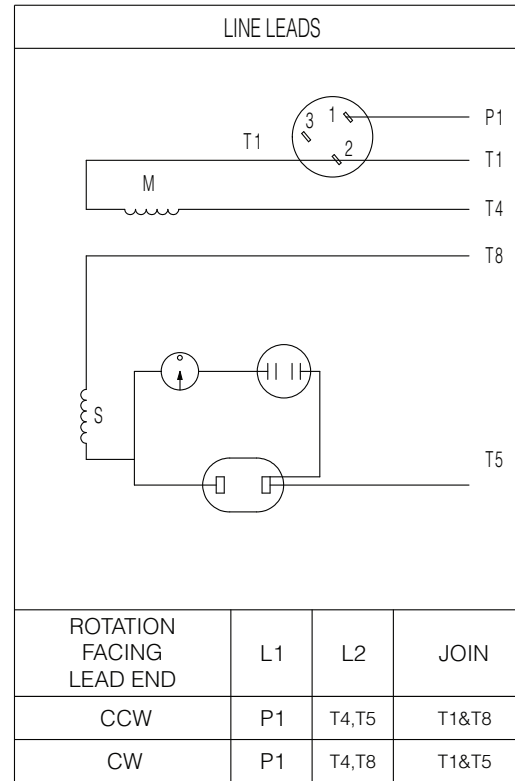 LINE LEADS
P1
3 1
T1
2
T1
M
T4
T8
S
T5
ROTATION
FACING
LEAD END
L1 L2 JOIN
CCW P1 T4,T5 T1&T8
CW P1 T4,T8 T1&T5